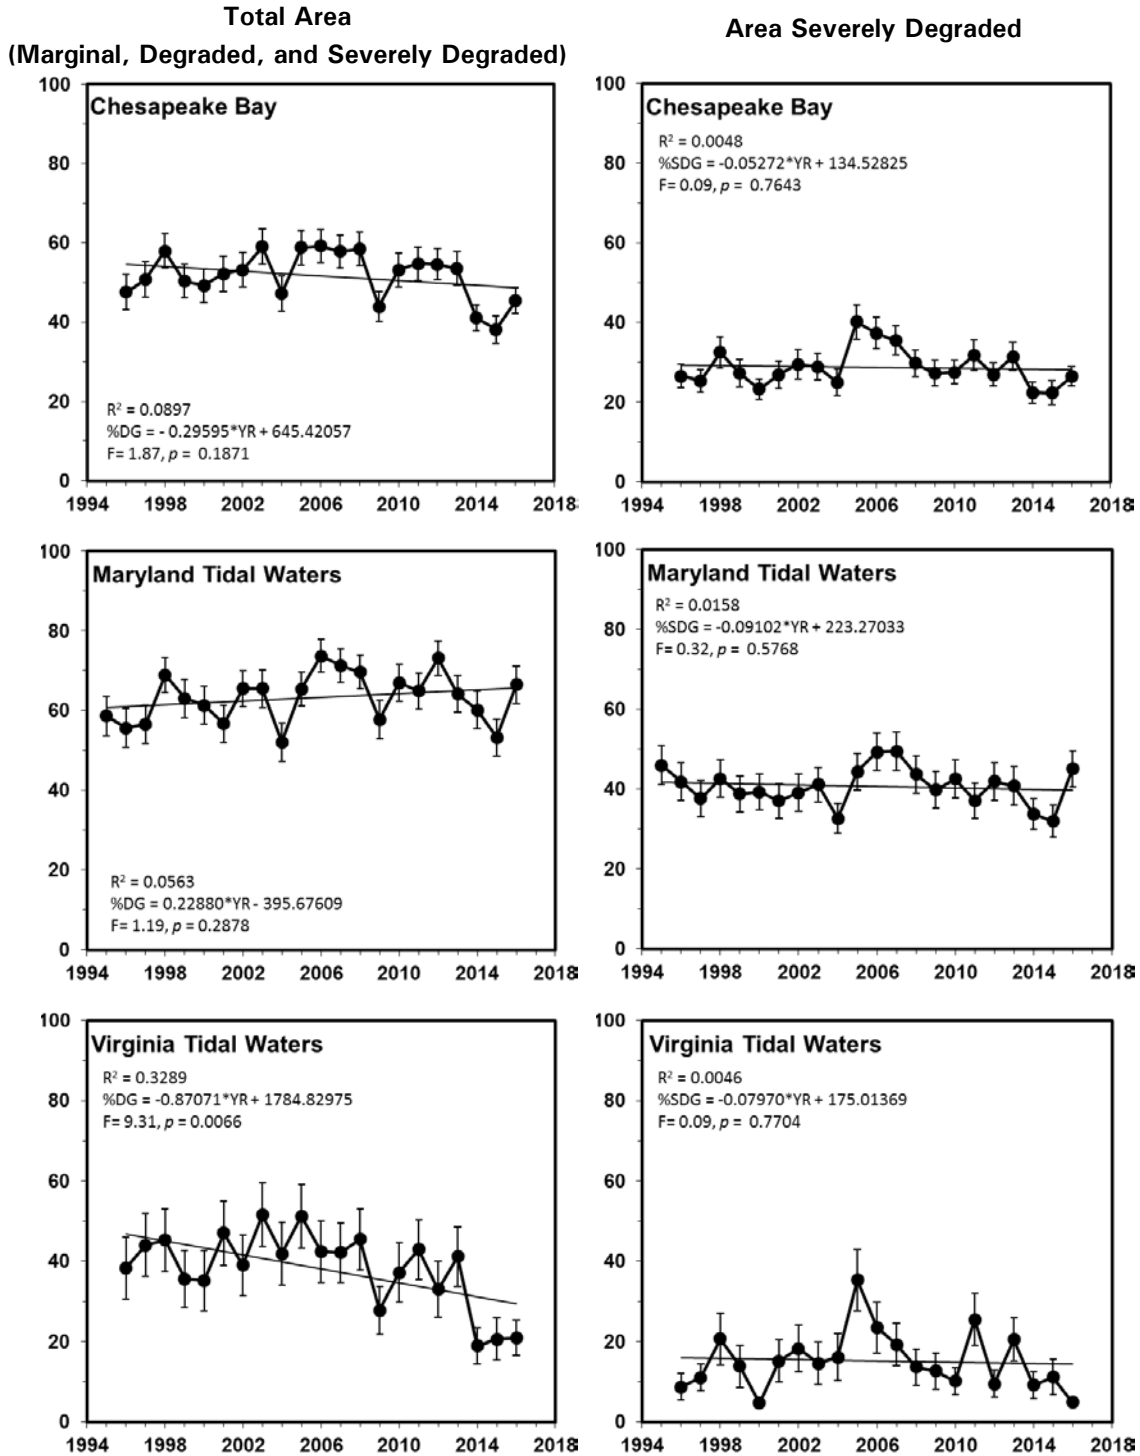 Total Area
(Marginal, Degraded, and Severely Degraded)
Area Severely Degraded
100
80
60
40
20
0
Chesapeake Bay
R² = 0.0897
%DG = - 0.29595*YR + 645.42057
F= 1.87, p = 0.1871
1994 1998 2002 2006 2010 2014 2018
100
80
60
40
20
0
Chesapeake Bay
R² = 0.0048
%SDG = -0.05272*YR + 134.52825
F= 0.09, p = 0.7643
1994 1998 2002 2006 2010 2014 2018
100
80
60
40
20
0
Maryland Tidal Waters
R² = 0.0563
%DG = 0.22880*YR - 395.67609
F= 1.19, p = 0.2878
1994 1998 2002 2006 2010 2014 2018
100
80
60
40
20
0
Maryland Tidal Waters
R² = 0.0158
%SDG = -0.09102*YR + 223.27033
F= 0.32, p = 0.5768
1994 1998 2002 2006 2010 2014 2018
100
80
60
40
20
0
Virginia Tidal Waters
R² = 0.3289
%DG = -0.87071*YR + 1784.82975
F= 9.31, p = 0.0066
1994 1998 2002 2006 2010 2014 2018
100
80
60
40
20
0
Virginia Tidal Waters
R² = 0.0046
%SDG = -0.07970*YR + 175.01369
F= 0.09, p = 0.7704
1994 1998 2002 2006 2010 2014 2018